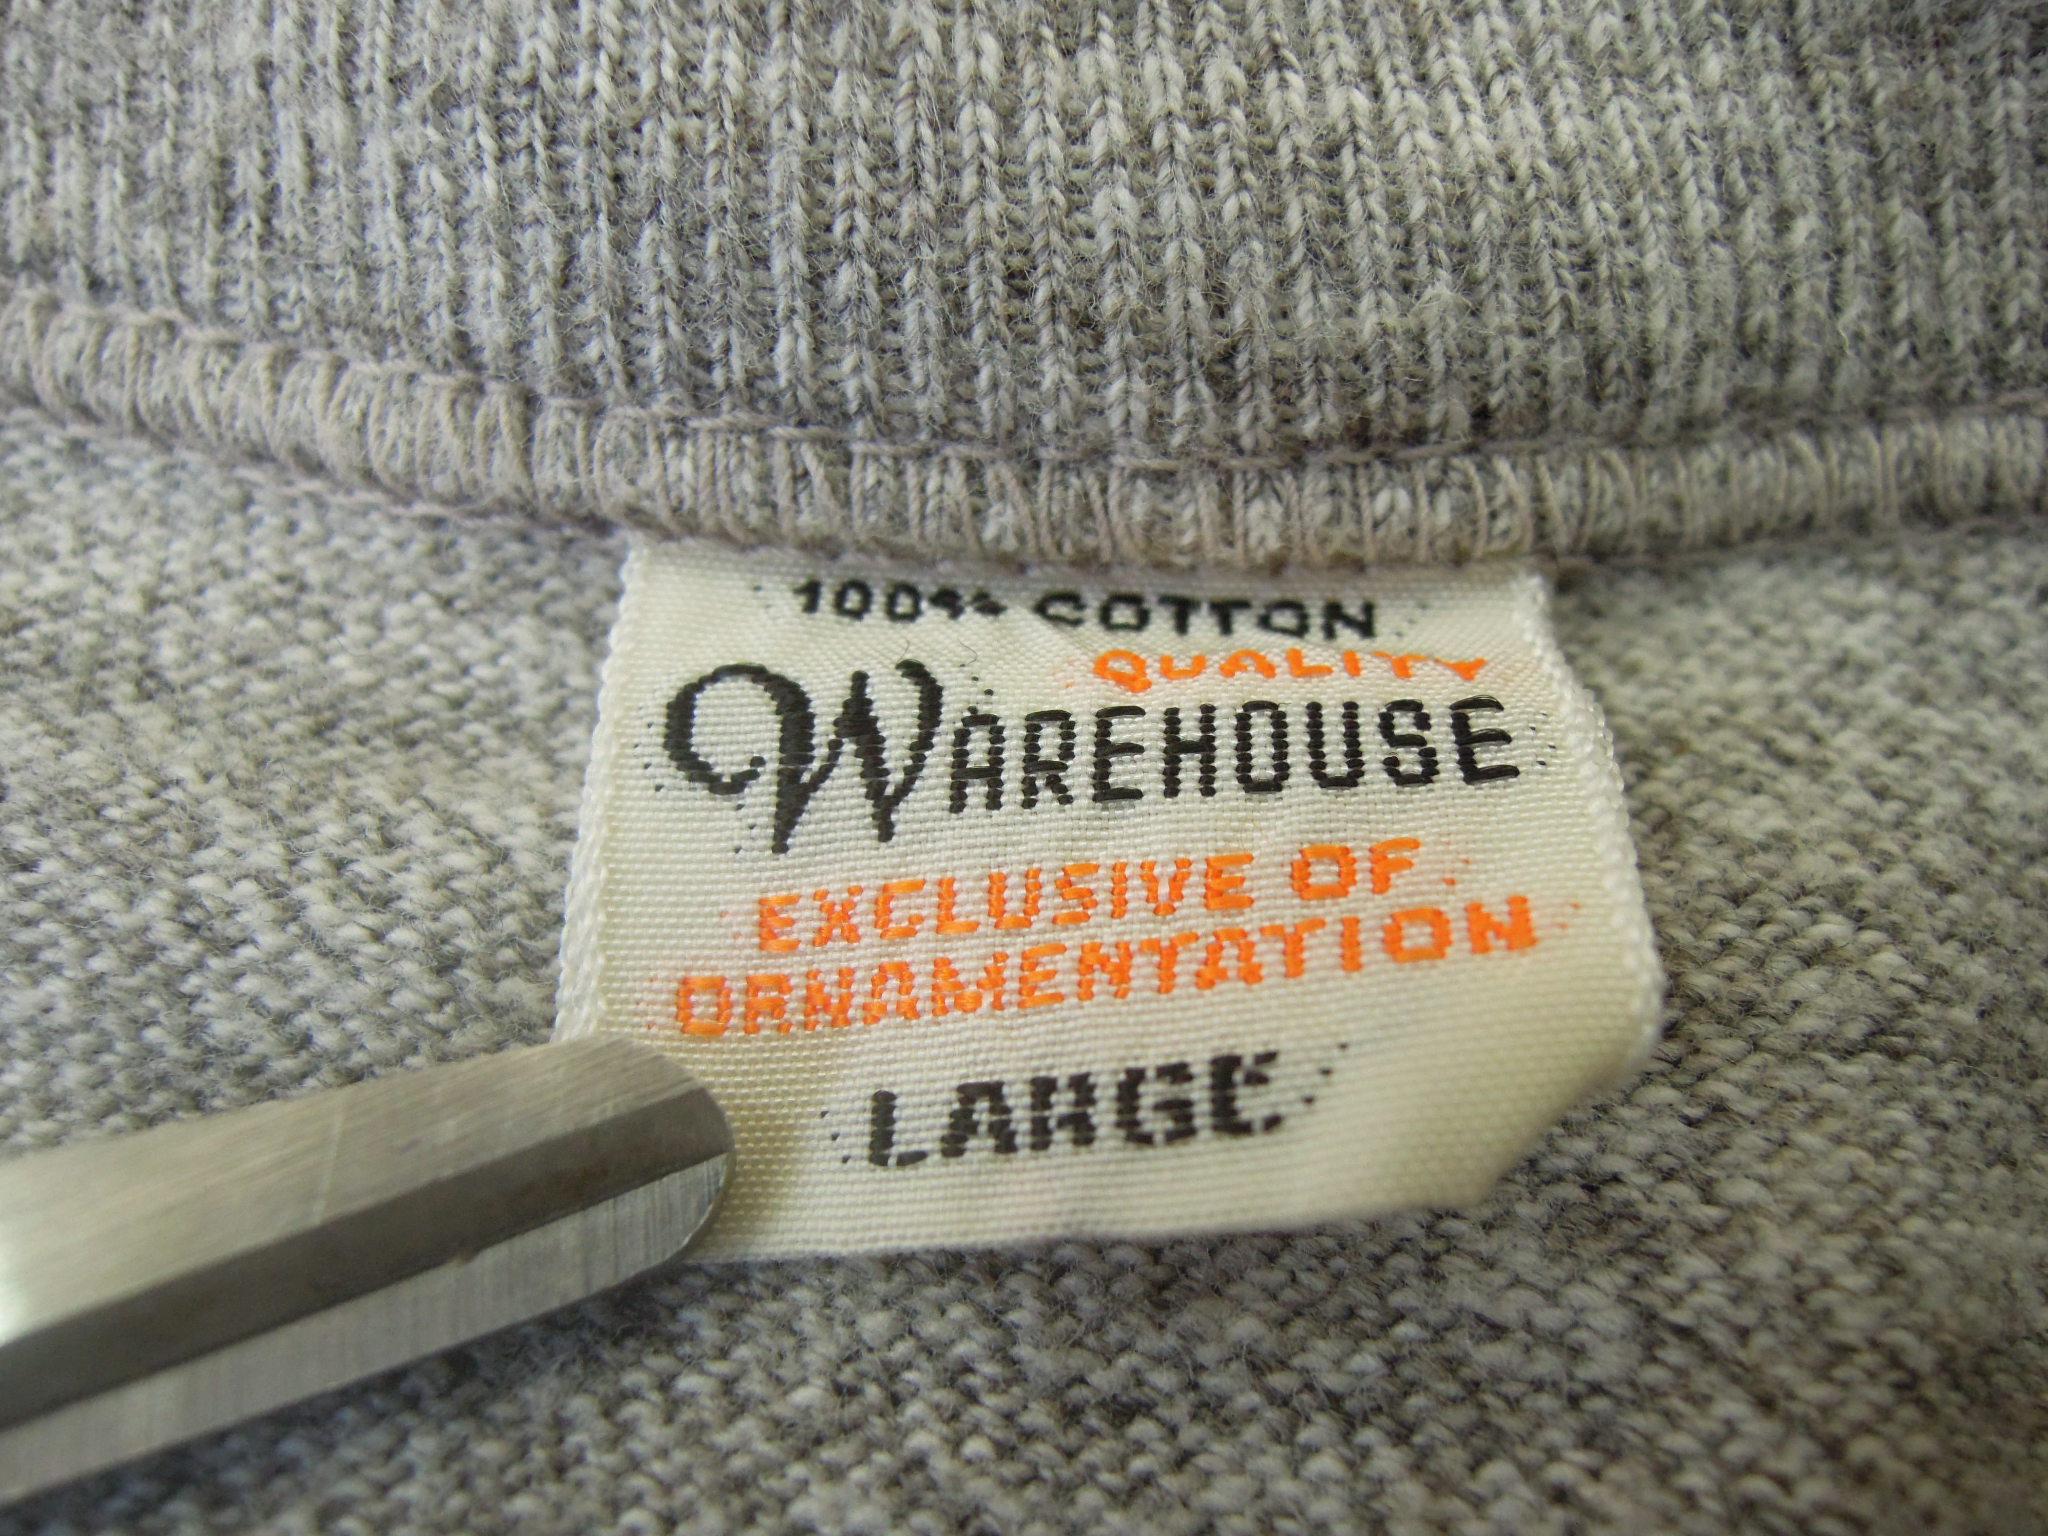 100% COTTON
QUALITY
WAREHOUSE
EXCLUSIVE OF
ORNAMENTATION
LARGE